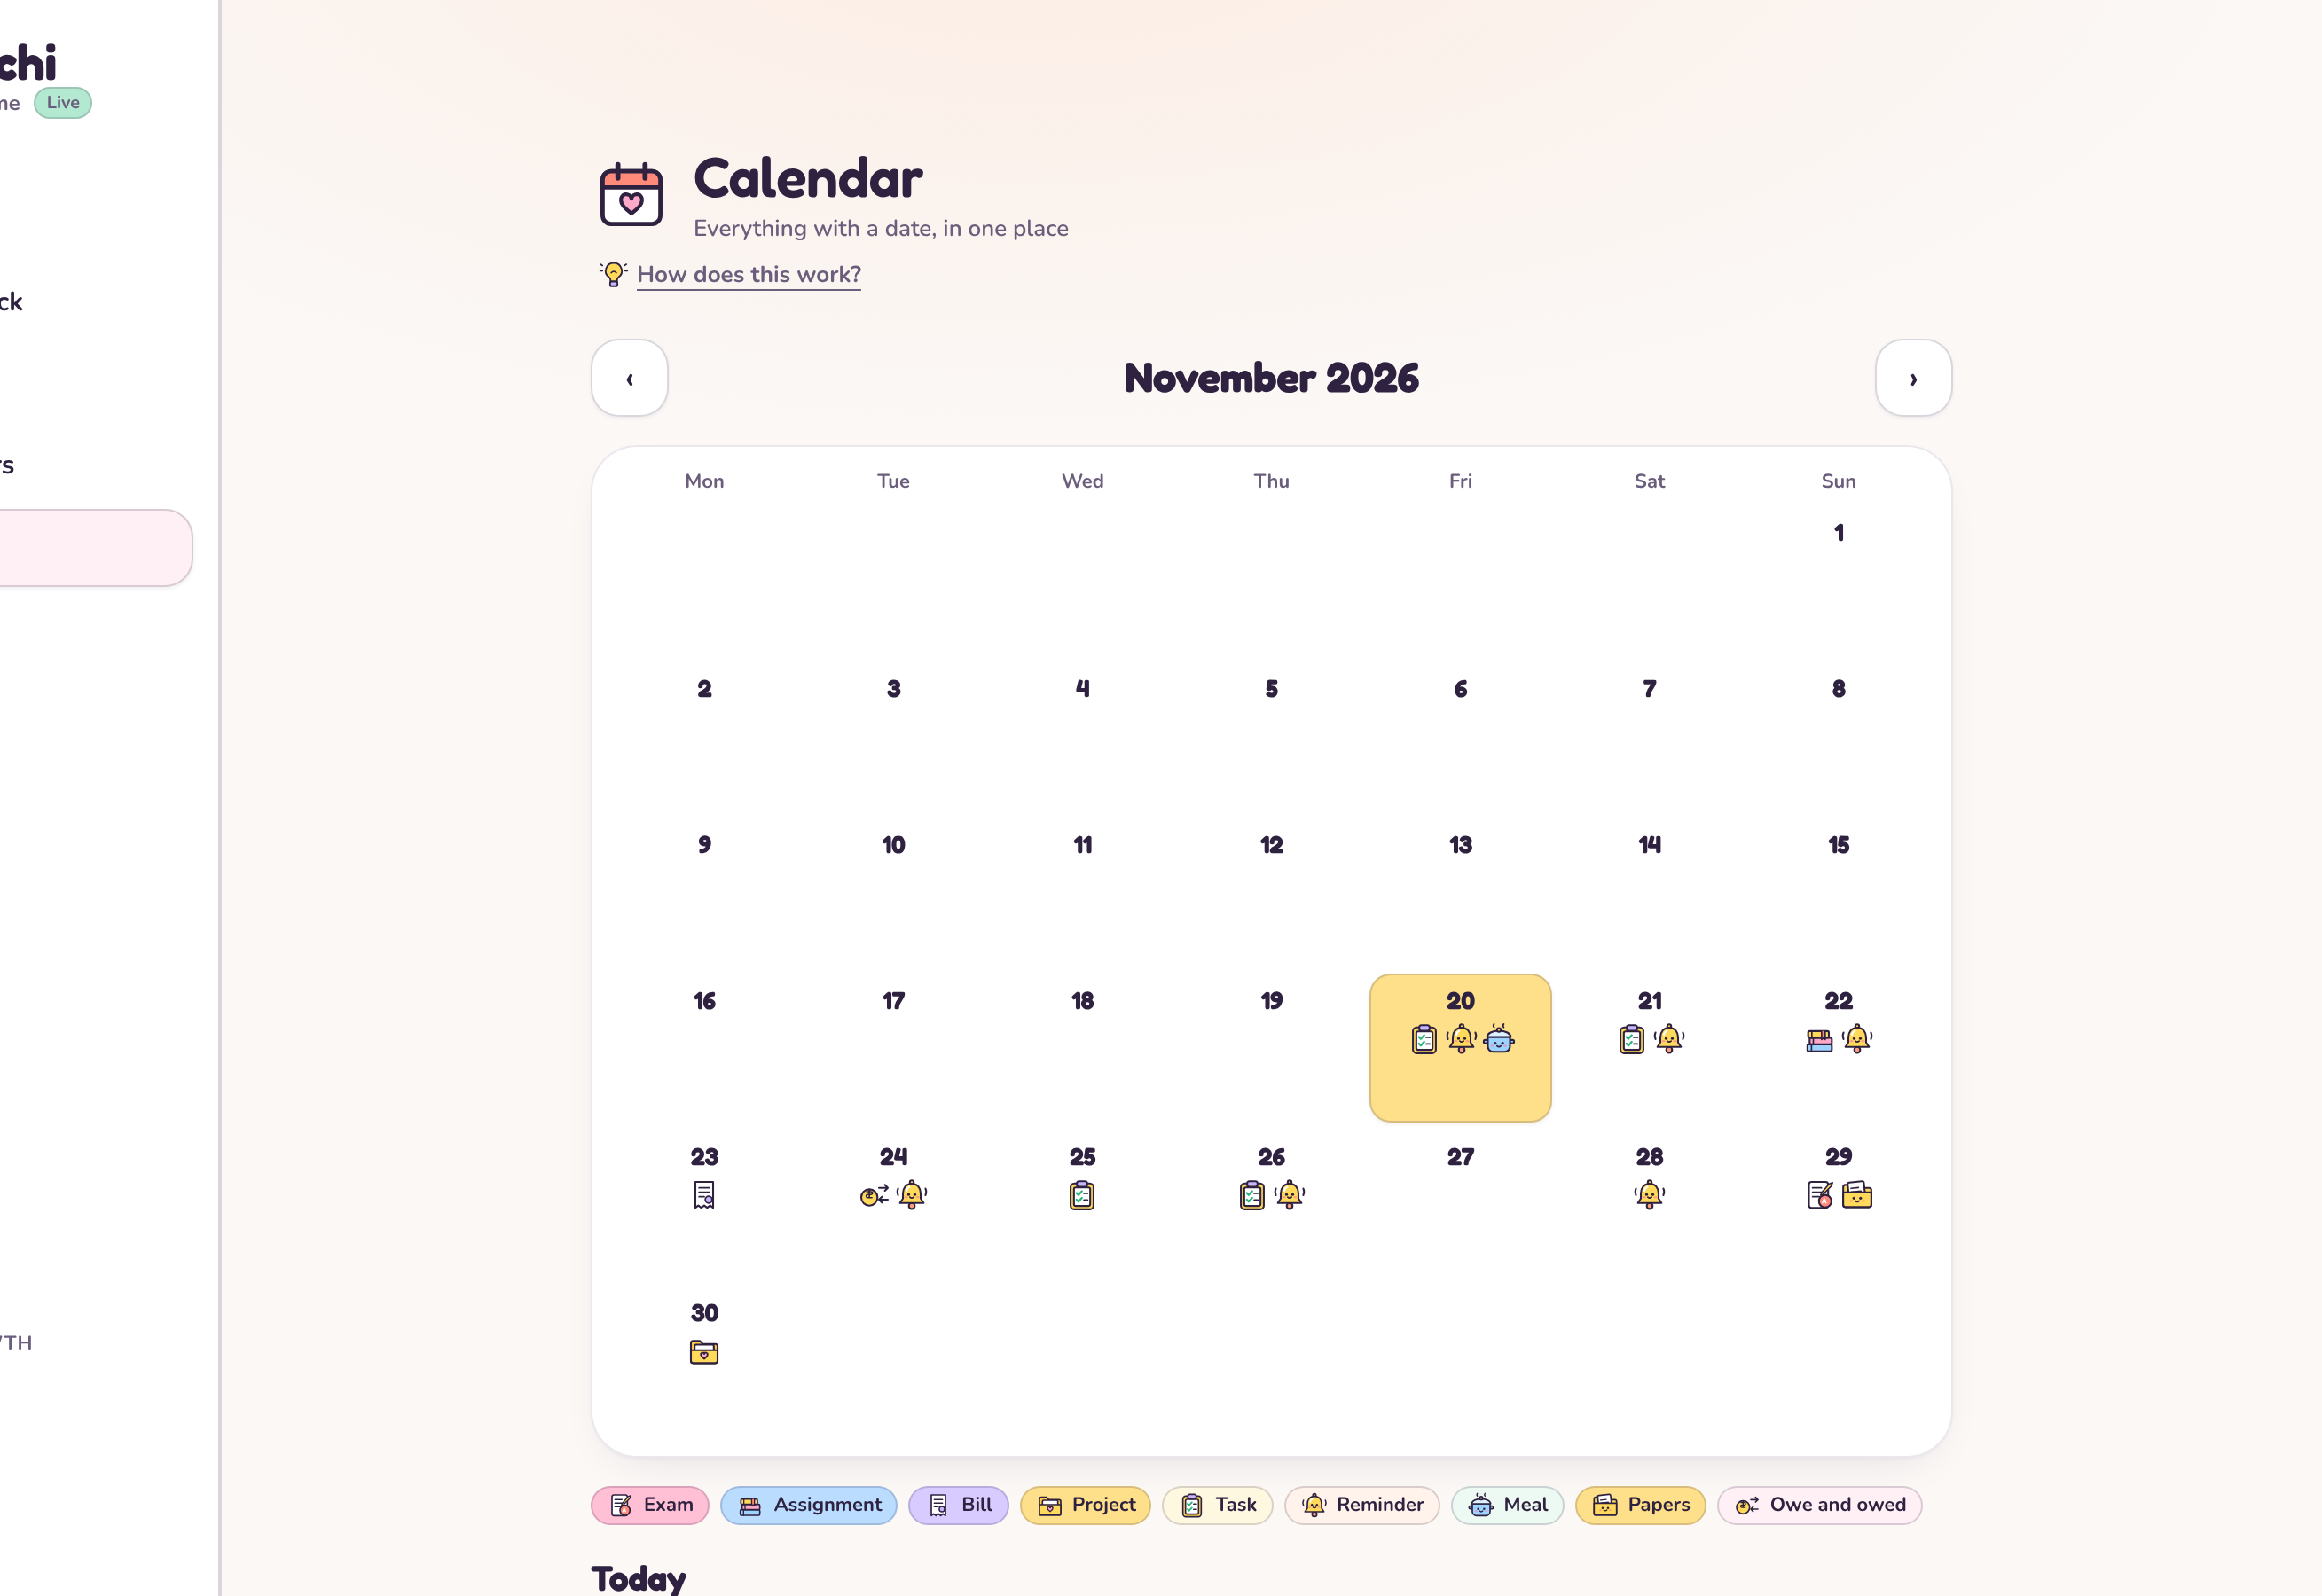 chi
me Live
ck
rs
WTH
Calendar
Everything with a date, in one place
How does this work?
‹ November 2026 ›
Mon Tue Wed Thu Fri Sat Sun
1
2 3 4 5 6 7 8
9 10 11 12 13 14 15
16 17 18 19 20 21 22
23 24 25 26 27 28 29
30
Exam Assignment Bill Project Task Reminder Meal Papers Owe and owed
Today